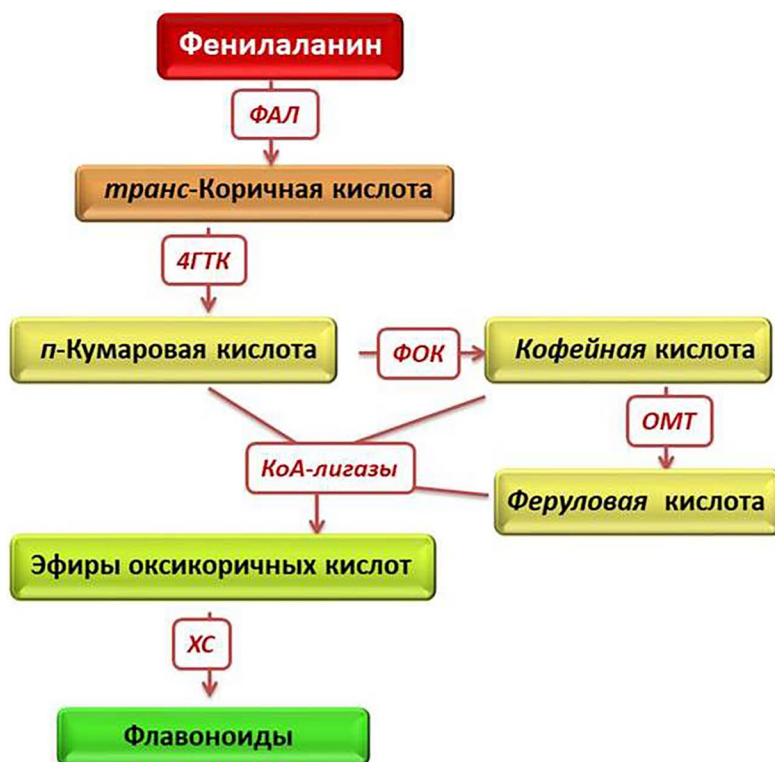 Фенилаланин
ФАЛ
транс-Коричная кислота
4ГТК
п-Кумаровая кислота
ФОК
Кофейная кислота
ОМТ
КоА-лигазы
Феруловая кислота
Эфиры оксикоричных кислот
ХС
Флавоноиды